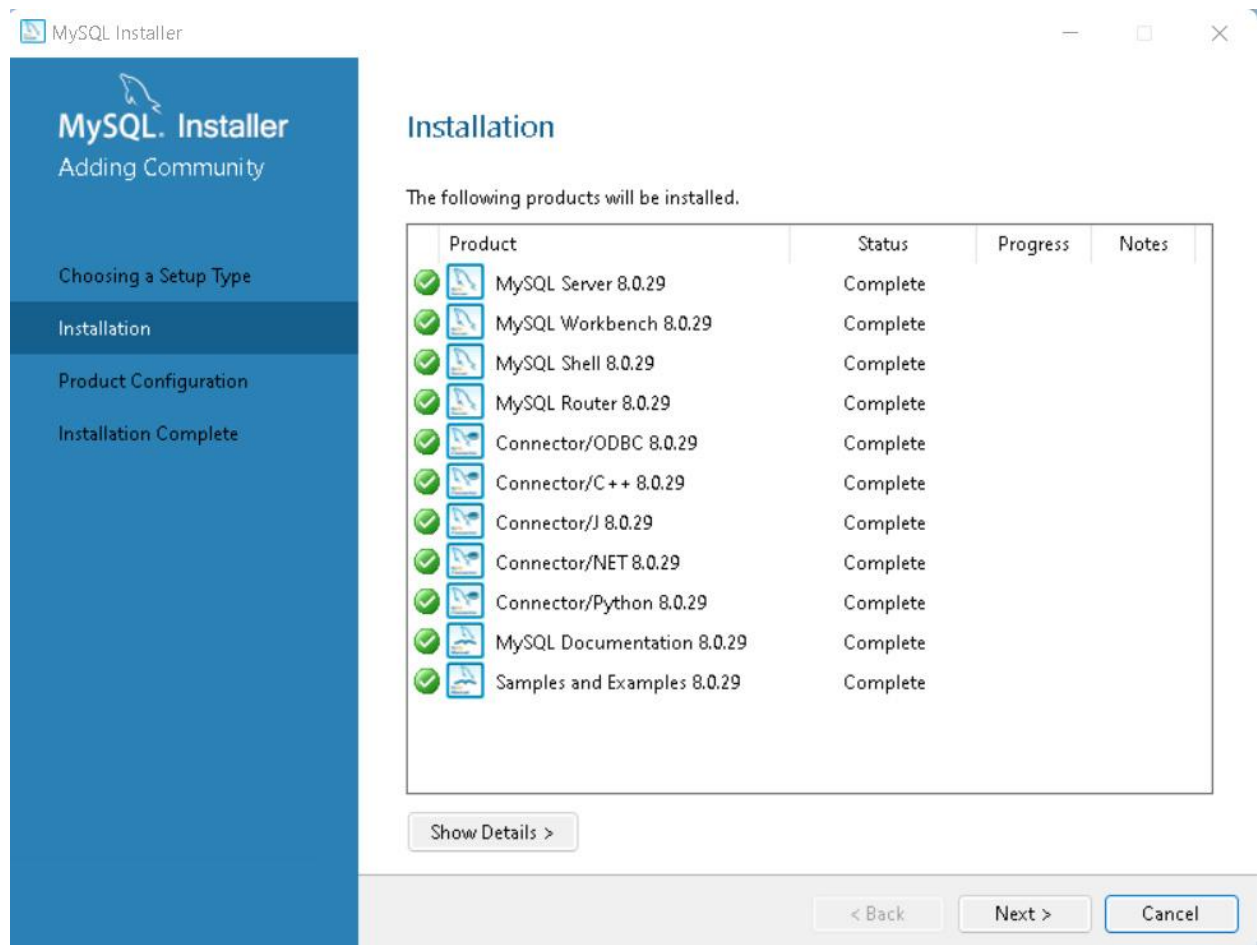 MySQL Installer
MySQL. Installer
Adding Community
Choosing a Setup Type
Installation
Product Configuration
Installation Complete
Installation
The following products will be installed.
Product Status Progress Notes
MySQL Server 8.0.29 Complete
MySQL Workbench 8.0.29 Complete
MySQL Shell 8.0.29 Complete
MySQL Router 8.0.29 Complete
Connector/ODBC 8.0.29 Complete
Connector/C++ 8.0.29 Complete
Connector/J 8.0.29 Complete
Connector/NET 8.0.29 Complete
Connector/Python 8.0.29 Complete
MySQL Documentation 8.0.29 Complete
Samples and Examples 8.0.29 Complete
Show Details >
< Back Next > Cancel